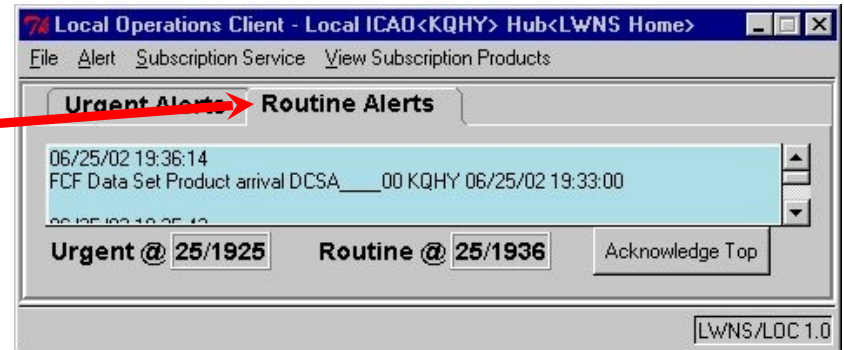 Local Operations Client - Local ICAO<KQHY> Hub<LWNS Home>
File Alert Subscription Service View Subscription Products
Urgent Alerts Routine Alerts
06/25/02 19:36:14
FCF Data Set Product arrival DCSA____00 KQHY 06/25/02 19:33:00
Urgent @ 25/1925 Routine @ 25/1936 Acknowledge Top
LWNS/LOC 1.0